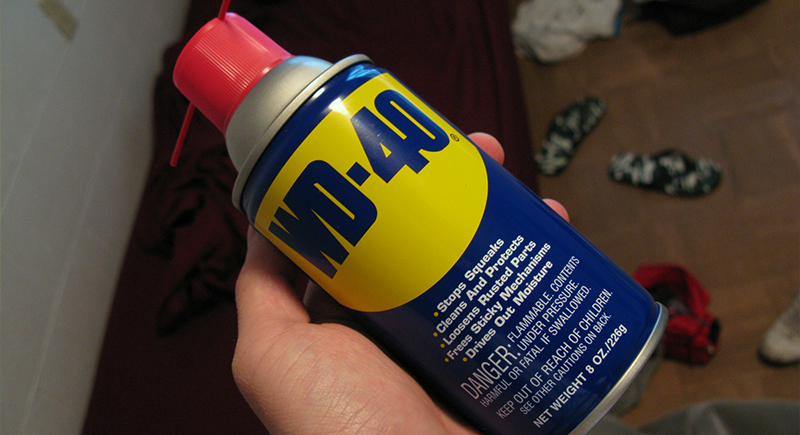 WD-40®
•Stops Squeaks
•Cleans And Protects
•Loosens Rusted Parts
•Frees Sticky Mechanisms
•Drives Out Moisture
DANGER: FLAMMABLE. CONTENTS
UNDER PRESSURE.
HARMFUL OR FATAL IF SWALLOWED.
KEEP OUT OF REACH OF CHILDREN.
SEE OTHER CAUTIONS ON BACK.
NET WEIGHT 8 OZ./226g